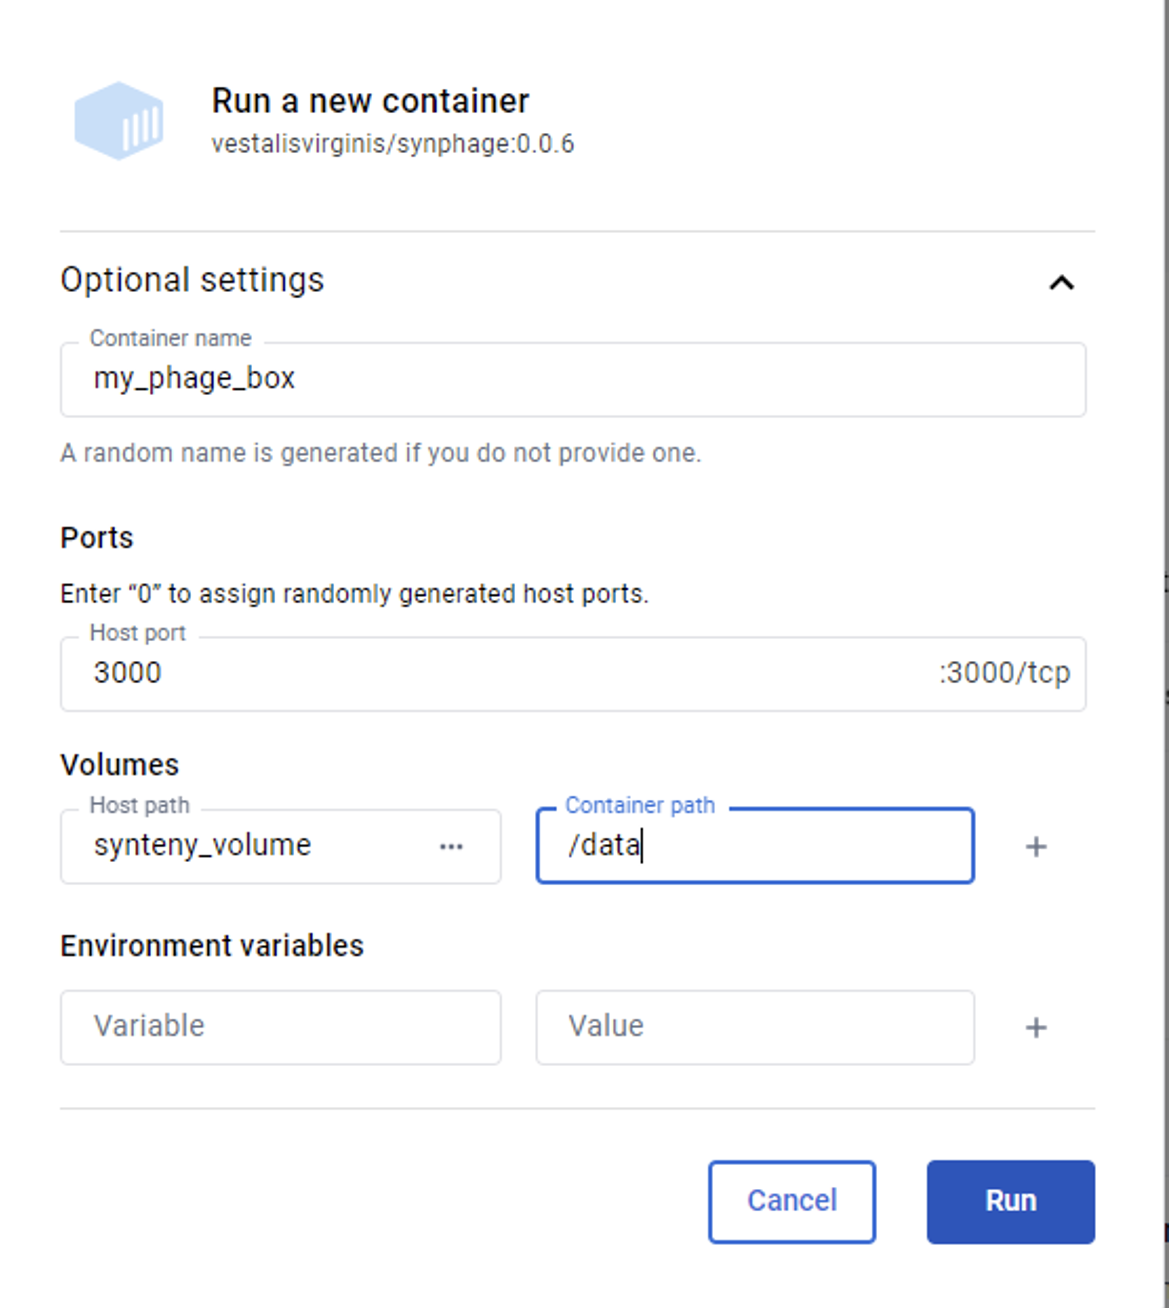 Run a new container
vestalisvirginis/synphage:0.0.6
Optional settings
Container name
my_phage_box
A random name is generated if you do not provide one.
Ports
Enter “0” to assign randomly generated host ports.
Host port
3000 :3000/tcp
Volumes
Host path Container path
synteny_volume ··· /data +
Environment variables
Variable Value +
Cancel Run